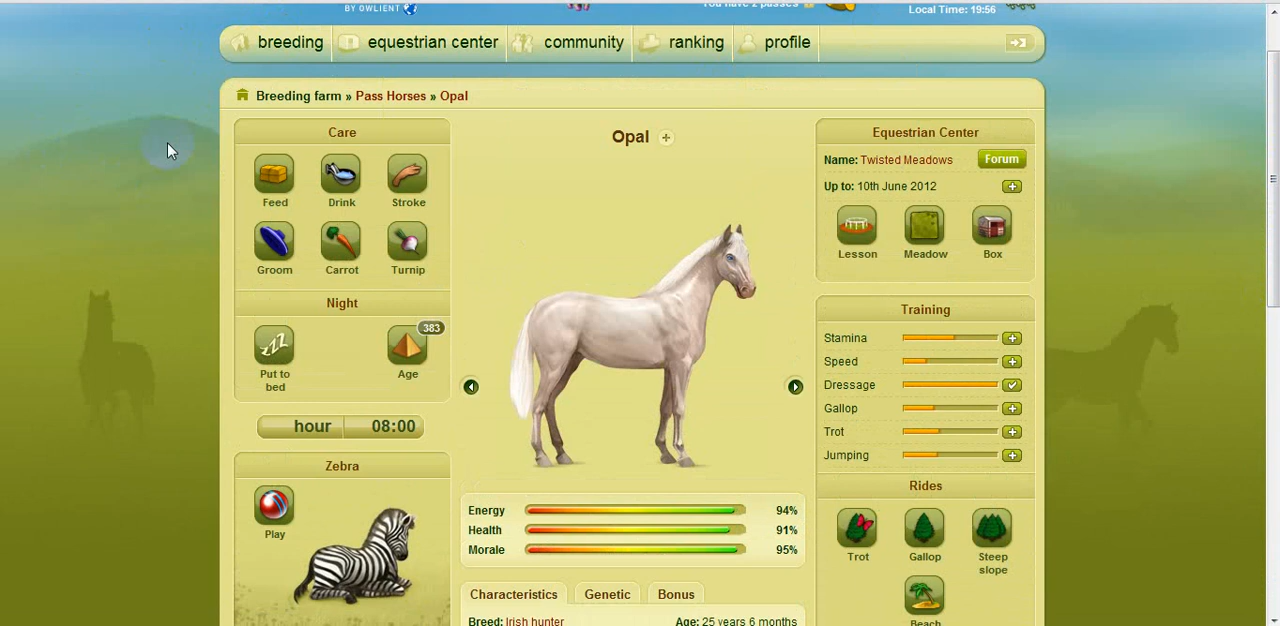 BY OWLIENT
You have 2 passes
Local Time: 19:56
breeding
equestrian center
community
ranking
profile
Breeding farm » Pass Horses » Opal
Care
Feed
Drink
Stroke
Groom
Carrot
Turnip
Night
383
Put to
bed
Age
hour 08:00
Zebra
Play
Opal
Energy 94%
Health 91%
Morale 95%
Characteristics
Genetic
Bonus
Breed: Irish hunter
Age: 25 years 6 months
Equestrian Center
Name: Twisted Meadows
Forum
Up to: 10th June 2012
Lesson
Meadow
Box
Training
Stamina
Speed
Dressage
Gallop
Trot
Jumping
Rides
Trot
Gallop
Steep
slope
Beach